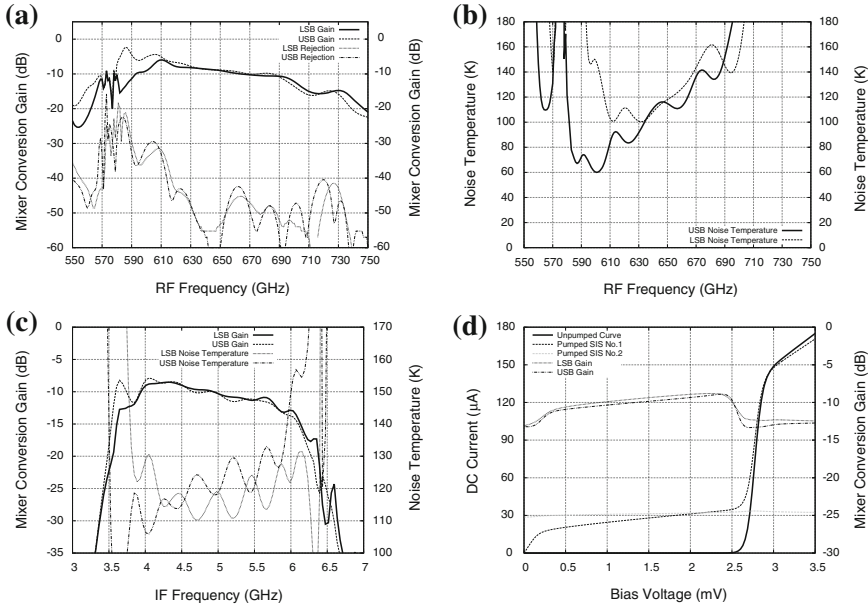 (a)
LSB Gain
USB Gain
LSB Rejection
USB Rejection
Mixer Conversion Gain (dB)
0
-10
-20
-30
-40
-50
-60
0
-10
-20
-30
-40
-50
-60
Mixer Conversion Gain (dB)
550 570 590 610 630 650 670 690 710 730 750
RF Frequency (GHz)
(b)
Noise Temperature (K)
180
160
140
120
100
80
60
40
20
0
USB Noise Temperature
LSB Noise Temperature
180
160
140
120
100
80
60
40
20
0
Noise Temperature (K)
550 570 590 610 630 650 670 690 710 730 750
RF Frequency (GHz)
(c)
LSB Gain
USB Gain
LSB Noise Temperature
USB Noise Temperature
Mixer Conversion Gain (dB)
0
-5
-10
-15
-20
-25
-30
-35
170
160
150
140
130
120
110
100
Noise Temperature (K)
3 3.5 4 4.5 5 5.5 6 6.5 7
IF Frequency (GHz)
(d)
Unpumped Curve
Pumped SIS No.1
Pumped SIS No.2
LSB Gain
USB Gain
DC Current (μA)
180
150
120
90
60
30
0
0
-5
-10
-15
-20
-25
-30
Mixer Conversion Gain (dB)
0 0.5 1 1.5 2 2.5 3 3.5
Bias Voltage (mV)